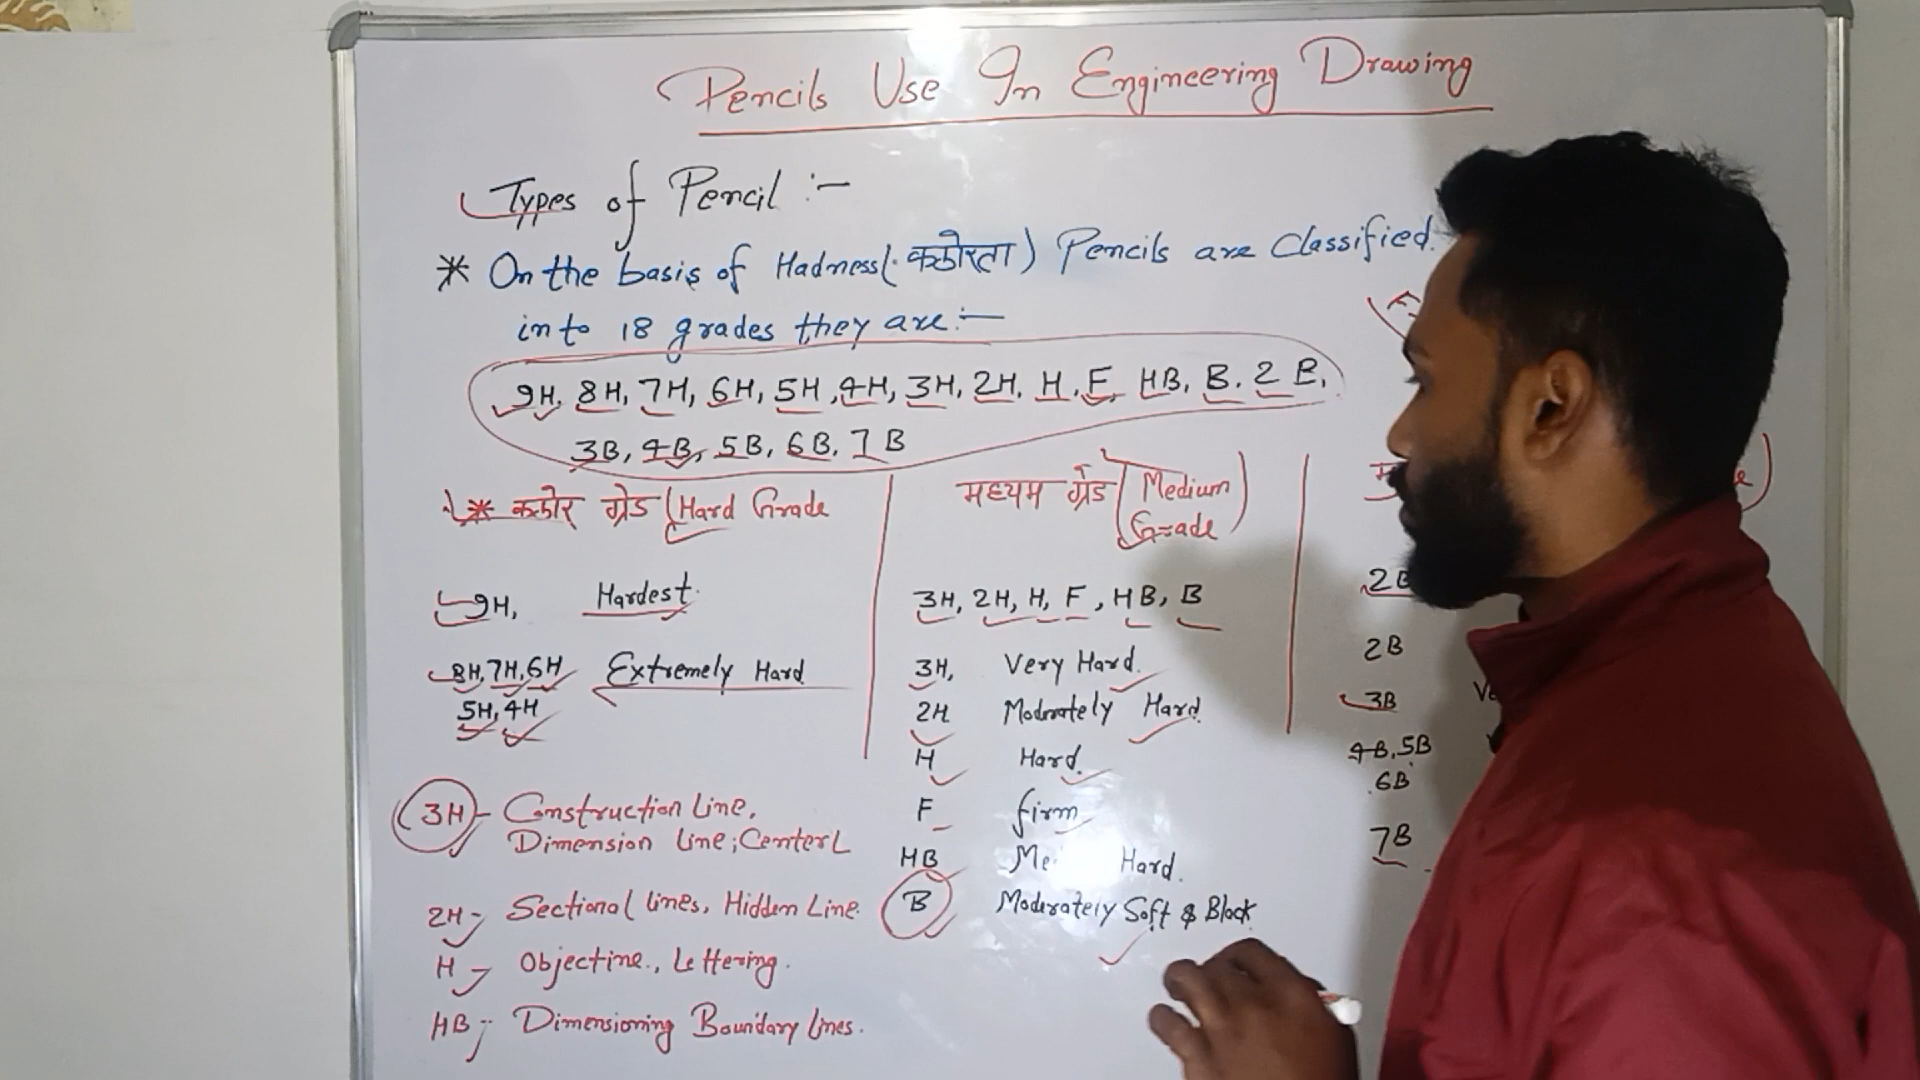 Pencils Use In Engineering Drawing
Types of Pencil :-
* On the basis of Hadness (कठोरता) Pencils are Classified
in to 18 grades they are :-
9H, 8H, 7H, 6H, 5H, 4H, 3H, 2H, H, F, HB, B, 2B,
3B, 4B, 5B, 6B, 7B
* कठोर ग्रेड (Hard Grade
9H, Hardest
8H, 7H, 6H Extremely Hard
5H, 4H
3H - Construction Line,
Dimension Line; Center L
2H - Sectional lines, Hidden Line
H - Objectine, Lettering.
HB - Dimensioning Boundary lines.
मध्यम ग्रेड (Medium
Grade)
3H, 2H, H, F, HB, B
3H, Very Hard.
2H Modrately Hard
H Hard
F firm
HB Hard.
B Moderately Soft & Black
2B
3B
4B, 5B
6B
7B